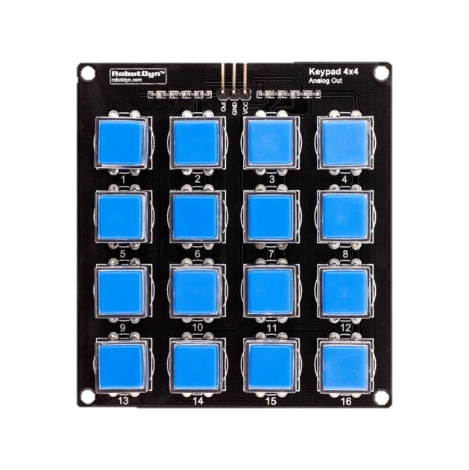 RobotDyn™
robotdyn.com
Keypad 4x4
Analog Out
Out
GND
VCC
1 2 3 4
5 6 7 8
9 10 11 12
13 14 15 16